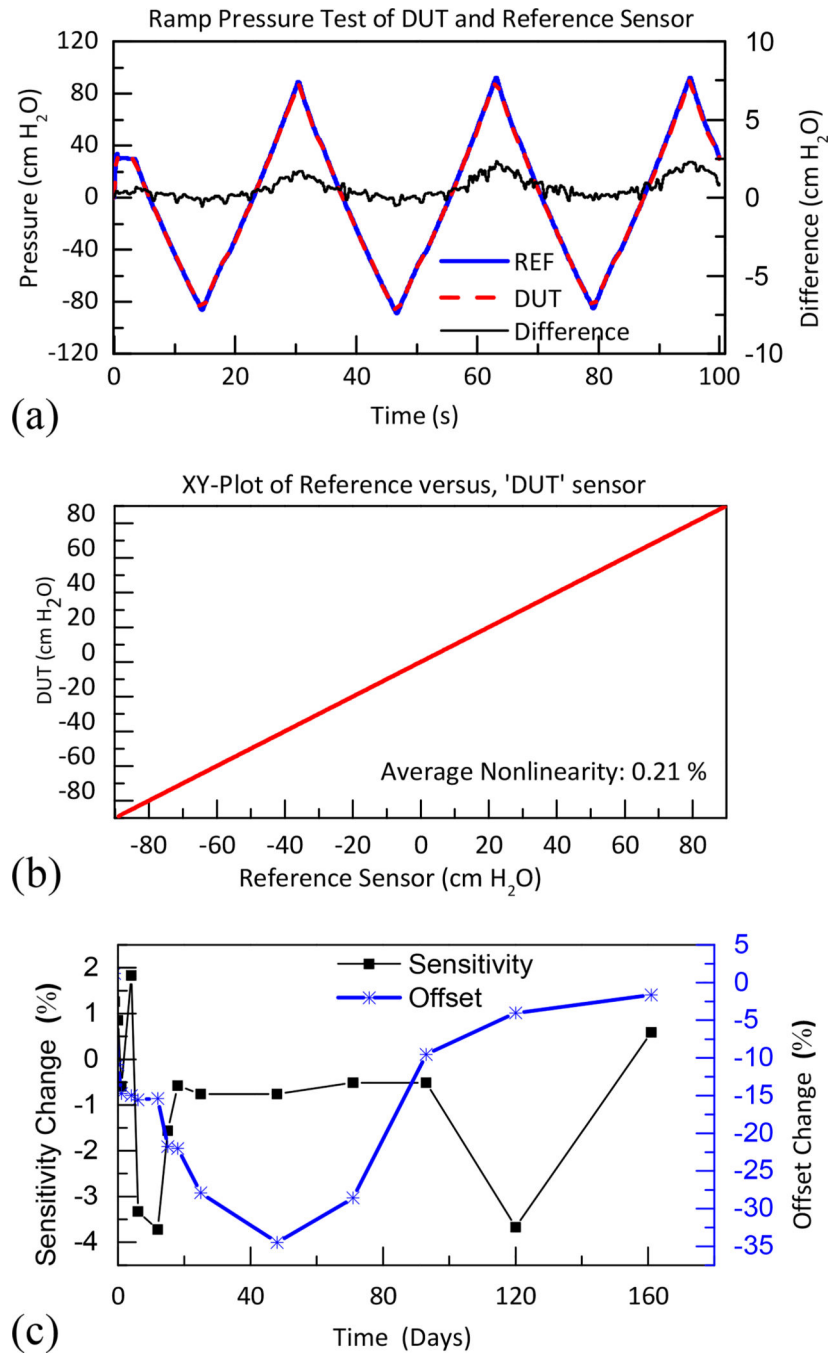 Ramp Pressure Test of DUT and Reference Sensor
120
80
40
0
-40
-80
-120
Pressure (cm H₂O)
10
5
0
-5
-10
Difference (cm H₂O)
REF
DUT
Difference
0 20 40 60 80 100
Time (s)
(a)
XY-Plot of Reference versus, 'DUT' sensor
80
60
40
20
0
-20
-40
-60
-80
DUT (cm H₂O)
Average Nonlinearity: 0.21 %
-80 -60 -40 -20 0 20 40 60 80
Reference Sensor (cm H₂O)
(b)
2
1
0
-1
-2
-3
-4
Sensitivity Change (%)
Sensitivity
Offset
5
0
-5
-10
-15
-20
-25
-30
-35
Offset Change (%)
0 40 80 120 160
Time (Days)
(c)